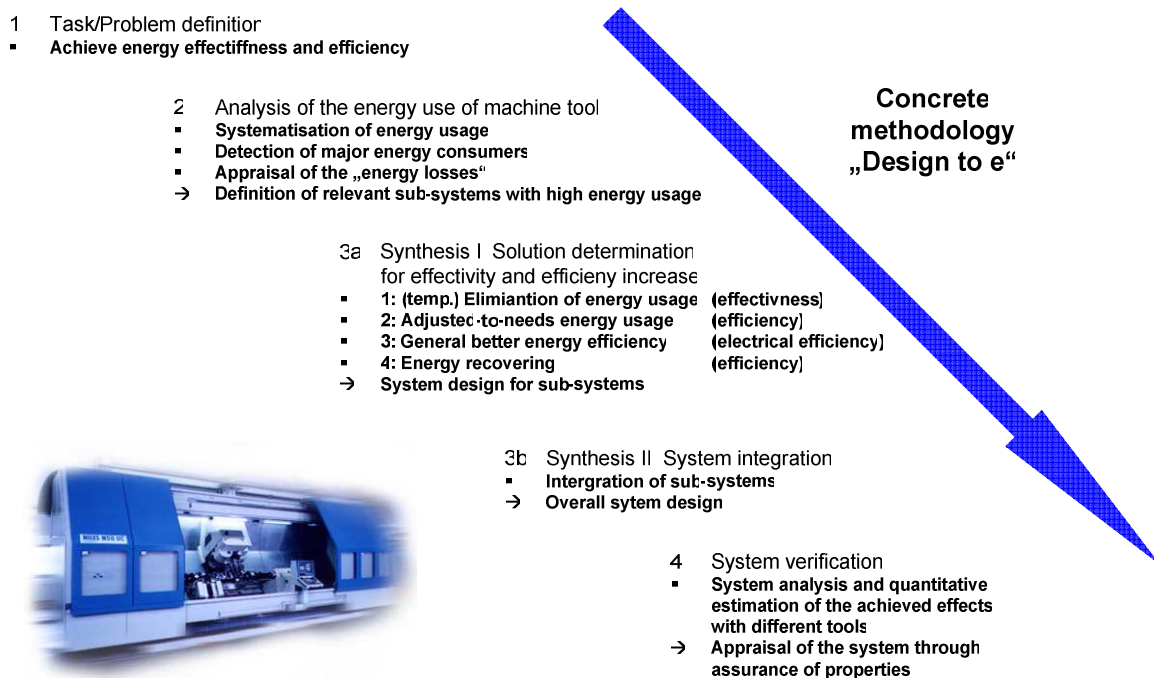 1 Task/Problem definition
▪ Achieve energy effectiffness and efficiency
Concrete
methodology
„Design to e“
2 Analysis of the energy use of machine tool
▪ Systematisation of energy usage
▪ Detection of major energy consumers
▪ Appraisal of the „energy losses“
→ Definition of relevant sub-systems with high energy usage
3a Synthesis I Solution determination
for effectivity and efficieny increase
▪ 1: (temp.) Elimiantion of energy usage (effectivness)
▪ 2: Adjusted-to-needs energy usage (efficiency)
▪ 3: General better energy efficiency (electrical efficiency)
▪ 4: Energy recovering (efficiency)
→ System design for sub-systems
3b Synthesis II System integration
▪ Intergration of sub-systems
→ Overall sytem design
4 System verification
▪ System analysis and quantitative
estimation of the achieved effects
with different tools
→ Appraisal of the system through
assurance of properties